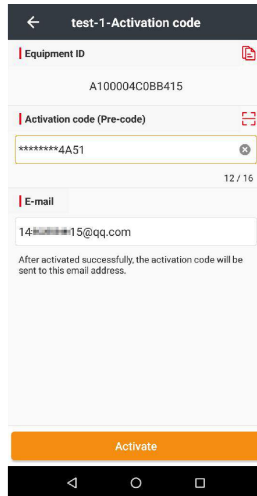 test-1-Activation code
Equipment ID
A100004C0BB415
Activation code (Pre-code)
********4A51
12 / 16
E-mail
14 15@qq.com
After activated successfully, the activation code will be
sent to this email address.
Activate